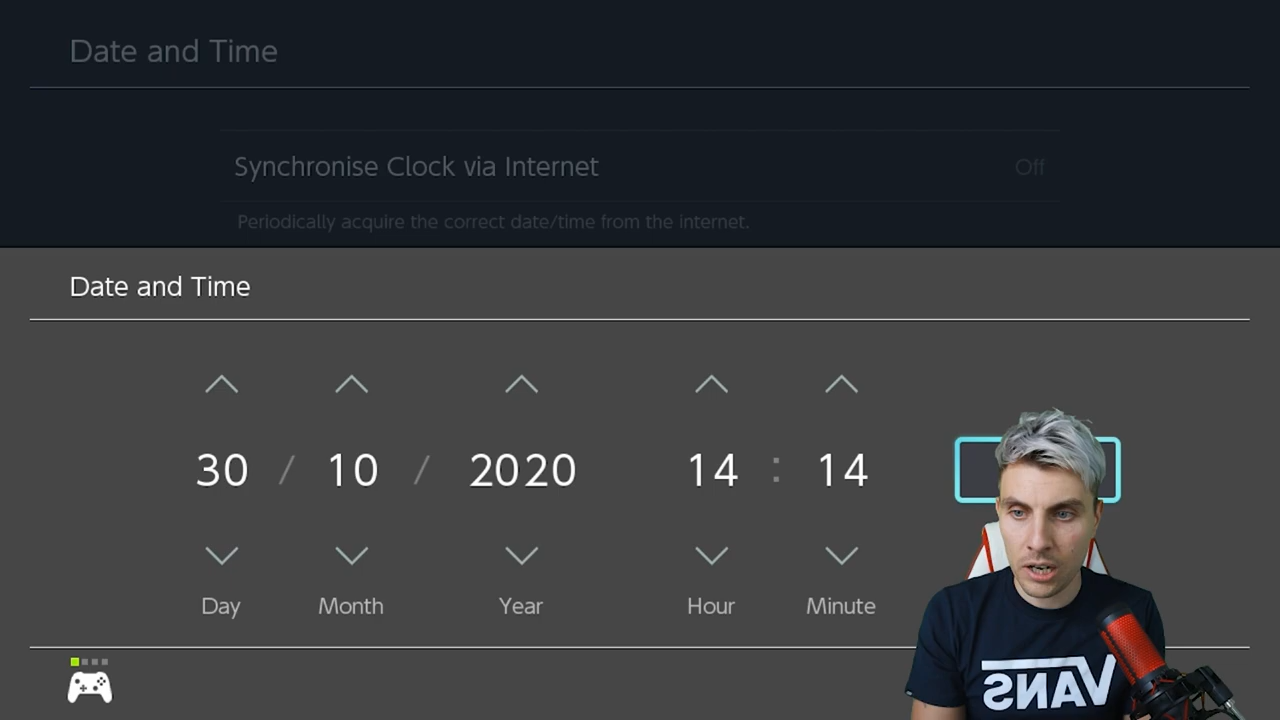 Date and Time
Synchronise Clock via Internet Off
Periodically acquire the correct date/time from the internet.
Date and Time
30 / 10 / 2020 14 : 14
Day Month Year Hour Minute
VANS